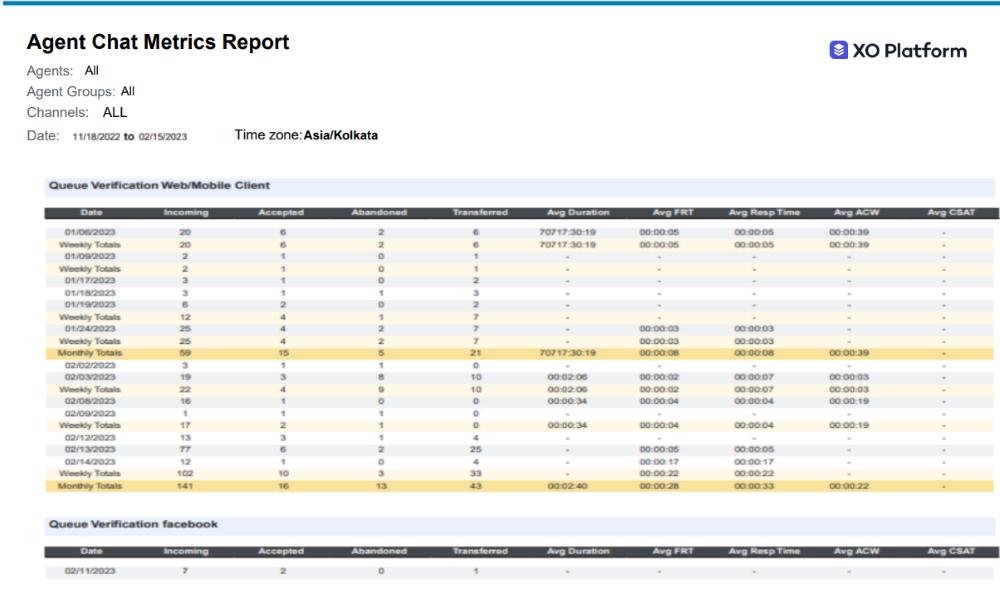 Agent Chat Metrics Report
XO Platform
Agents: All
Agent Groups: All
Channels: ALL
Date: 11/18/2022 to 02/15/2023 Time zone:Asia/Kolkata
Queue Verification Web/Mobile Client
Date Incoming Accepted Abandoned Transferred Avg Duration Avg FRT Avg Resp Time Avg ACW Avg CSAT
01/06/2023 20 6 2 6 70717:30:19 00:00:05 00:00:05 00:00:39 -
Weekly Totals 20 6 2 6 70717:30:19 00:00:05 00:00:05 00:00:39 -
01/09/2023 2 1 0 1 - - - - -
Weekly Totals 2 1 0 1 - - - - -
01/17/2023 3 1 0 2 - - - - -
01/18/2023 3 1 1 3 - - - - -
01/19/2023 6 2 0 2 - - - - -
Weekly Totals 12 4 1 7 - - - - -
01/24/2023 25 4 2 7 - 00:00:03 00:00:03 - -
Weekly Totals 25 4 2 7 - 00:00:03 00:00:03 - -
Monthly Totals 59 15 5 21 70717:30:19 00:00:08 00:00:08 00:00:39 -
02/02/2023 3 1 1 0 - - - - -
02/03/2023 19 3 8 10 00:02:06 00:00:02 00:00:07 00:00:03 -
Weekly Totals 22 4 9 10 00:02:06 00:00:02 00:00:07 00:00:03 -
02/08/2023 16 1 0 0 00:00:34 00:00:04 00:00:04 00:00:19 -
02/09/2023 1 1 1 0 - - - - -
Weekly Totals 17 2 1 0 00:00:34 00:00:04 00:00:04 00:00:19 -
02/12/2023 13 3 1 4 - - - - -
02/13/2023 77 6 2 25 - 00:00:05 00:00:05 - -
02/14/2023 12 1 0 4 - 00:00:17 00:00:17 - -
Weekly Totals 102 10 3 33 - 00:00:22 00:00:22 - -
Monthly Totals 141 16 13 43 00:02:40 00:00:28 00:00:33 00:00:22 -
Queue Verification facebook
Date Incoming Accepted Abandoned Transferred Avg Duration Avg FRT Avg Resp Time Avg ACW Avg CSAT
02/11/2023 7 2 0 1 - - - - -